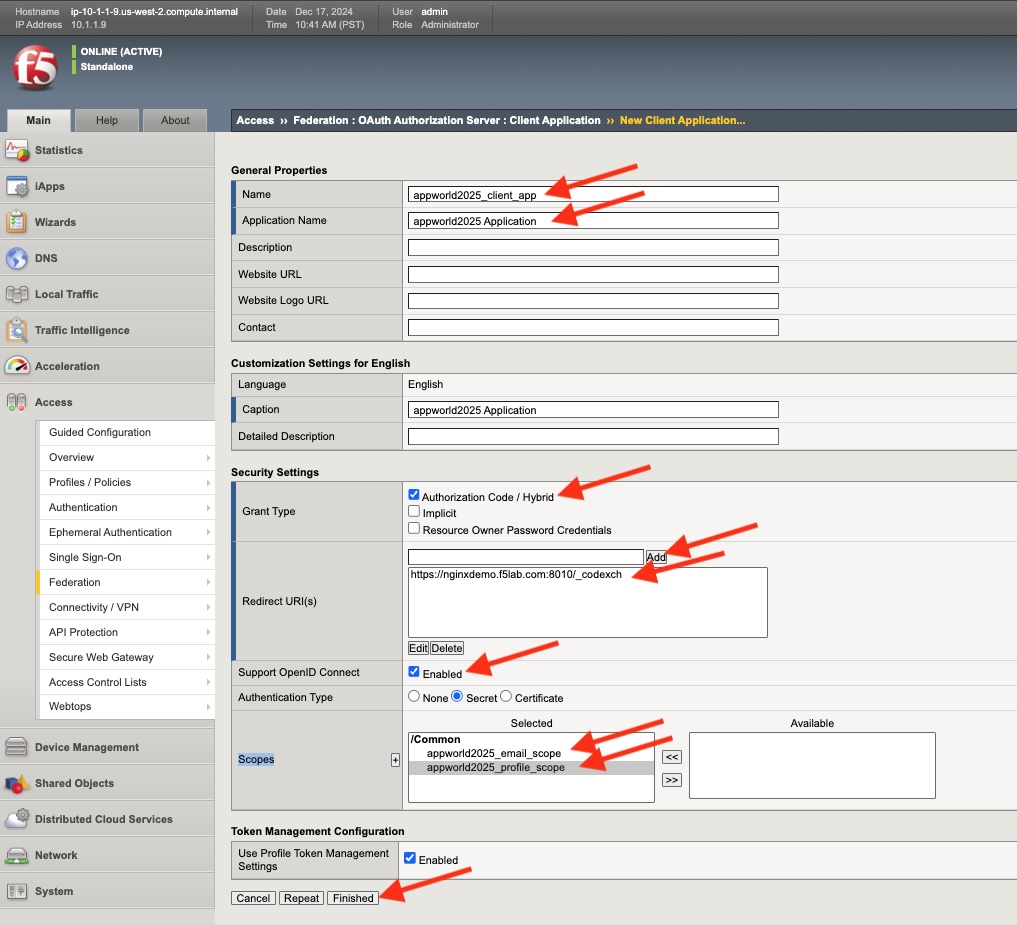 Hostname ip-10-1-1-9.us-west-2.compute.internal Date Dec 17, 2024 User admin
IP Address 10.1.1.9 Time 10:41 AM (PST) Role Administrator
f5
ONLINE (ACTIVE)
Standalone
Main Help About
Access ›› Federation : OAuth Authorization Server : Client Application ›› New Client Application...
Statistics
iApps
Wizards
DNS
Local Traffic
Traffic Intelligence
Acceleration
Access
Guided Configuration
Overview
Profiles / Policies
Authentication
Ephemeral Authentication
Single Sign-On
Federation
Connectivity / VPN
API Protection
Secure Web Gateway
Access Control Lists
Webtops
Device Management
Shared Objects
Distributed Cloud Services
Network
System
General Properties
Name appworld2025_client_app
Application Name appworld2025 Application
Description
Website URL
Website Logo URL
Contact
Customization Settings for English
Language English
Caption appworld2025 Application
Detailed Description
Security Settings
Grant Type
Authorization Code / Hybrid
Implicit
Resource Owner Password Credentials
Redirect URI(s)
Add
https://nginxdemo.f5lab.com:8010/_codexch
Edit Delete
Support OpenID Connect Enabled
Authentication Type None Secret Certificate
Scopes +
Selected Available
/Common
appworld2025_email_scope
appworld2025_profile_scope
<<
>>
Token Management Configuration
Use Profile Token Management
Settings
Enabled
Cancel Repeat Finished